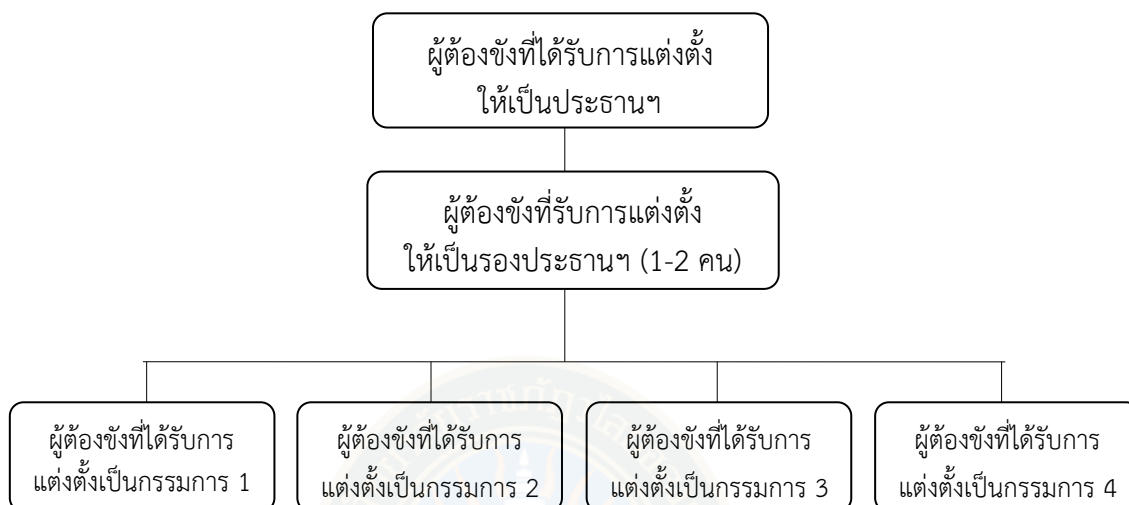 ผู้ต้องขังที่ได้รับการแต่งตั้ง
ให้เป็นประธานฯ
ผู้ต้องขังที่รับการแต่งตั้ง
ให้เป็นรองประธานฯ (1-2 คน)
ผู้ต้องขังที่ได้รับการ
แต่งตั้งเป็นกรรมการ 1
ผู้ต้องขังที่ได้รับการ
แต่งตั้งเป็นกรรมการ 2
ผู้ต้องขังที่ได้รับการ
แต่งตั้งเป็นกรรมการ 3
ผู้ต้องขังที่ได้รับการ
แต่งตั้งเป็นกรรมการ 4